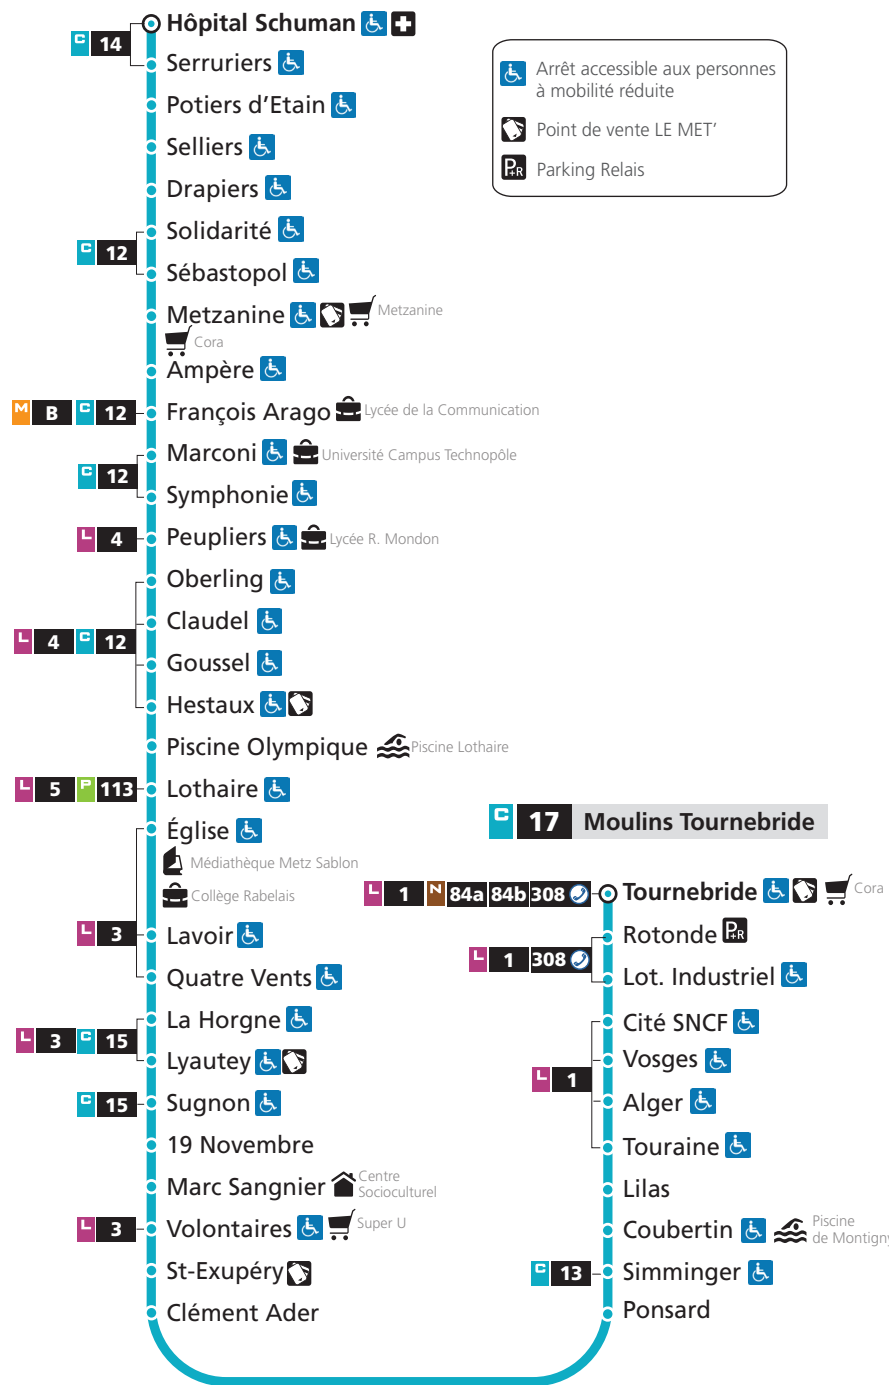 C 14
Hôpital Schuman
Serruriers
Potiers d'Etain
Selliers
Drapiers
C 12
Solidarité
Sébastopol
Metzanine Metzanine
Cora
Ampère
M B C 12 François Arago Lycée de la Communication
C 12
Marconi Université Campus Technopôle
Symphonie
L 4 Peupliers Lycée R. Mondon
L 4 C 12
Oberling
Claudel
Goussel
Hestaux
Piscine Olympique Piscine Lothaire
L 5 P 113 Lothaire
Église
Médiathèque Metz Sablon
Collège Rabelais
L 3 Lavoir
Quatre Vents
L 3 C 15
La Horgne
Lyautey
C 15 Sugnon
19 Novembre
Marc Sangnier Centre
Socioculturel
L 3 Volontaires Super U
St-Exupéry
Clément Ader
Arrêt accessible aux personnes
à mobilité réduite
Point de vente LE MET'
P+R Parking Relais
C 17 Moulins Tournebride
L 1 N 84a 84b 308 Tournebride Cora
L 1 308
Rotonde P+R
Lot. Industriel
L 1
Cité SNCF
Vosges
Alger
Touraine
Lilas
Coubertin Piscine
de Montigny
C 13 Simminger
Ponsard